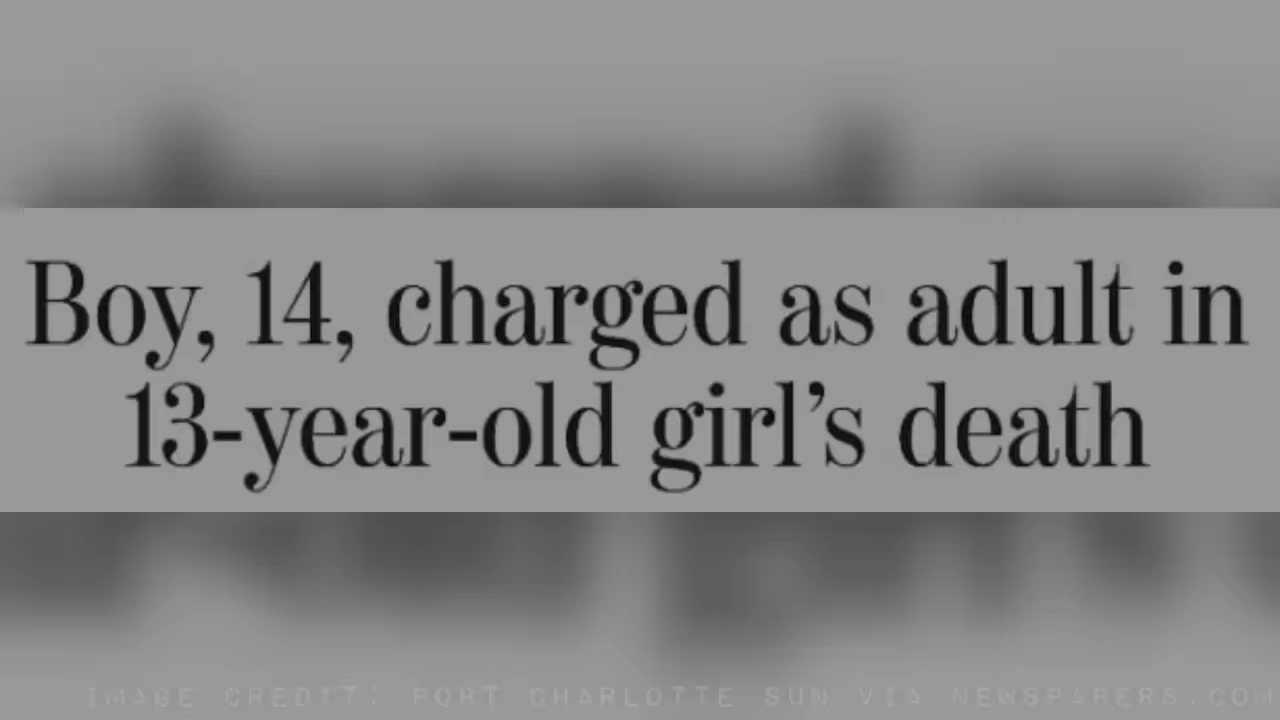 Boy, 14, charged as adult in
13-year-old girl’s death
IMAGE CREDIT: PORT CHARLOTTE SUN VIA NEWSPAPERS.COM